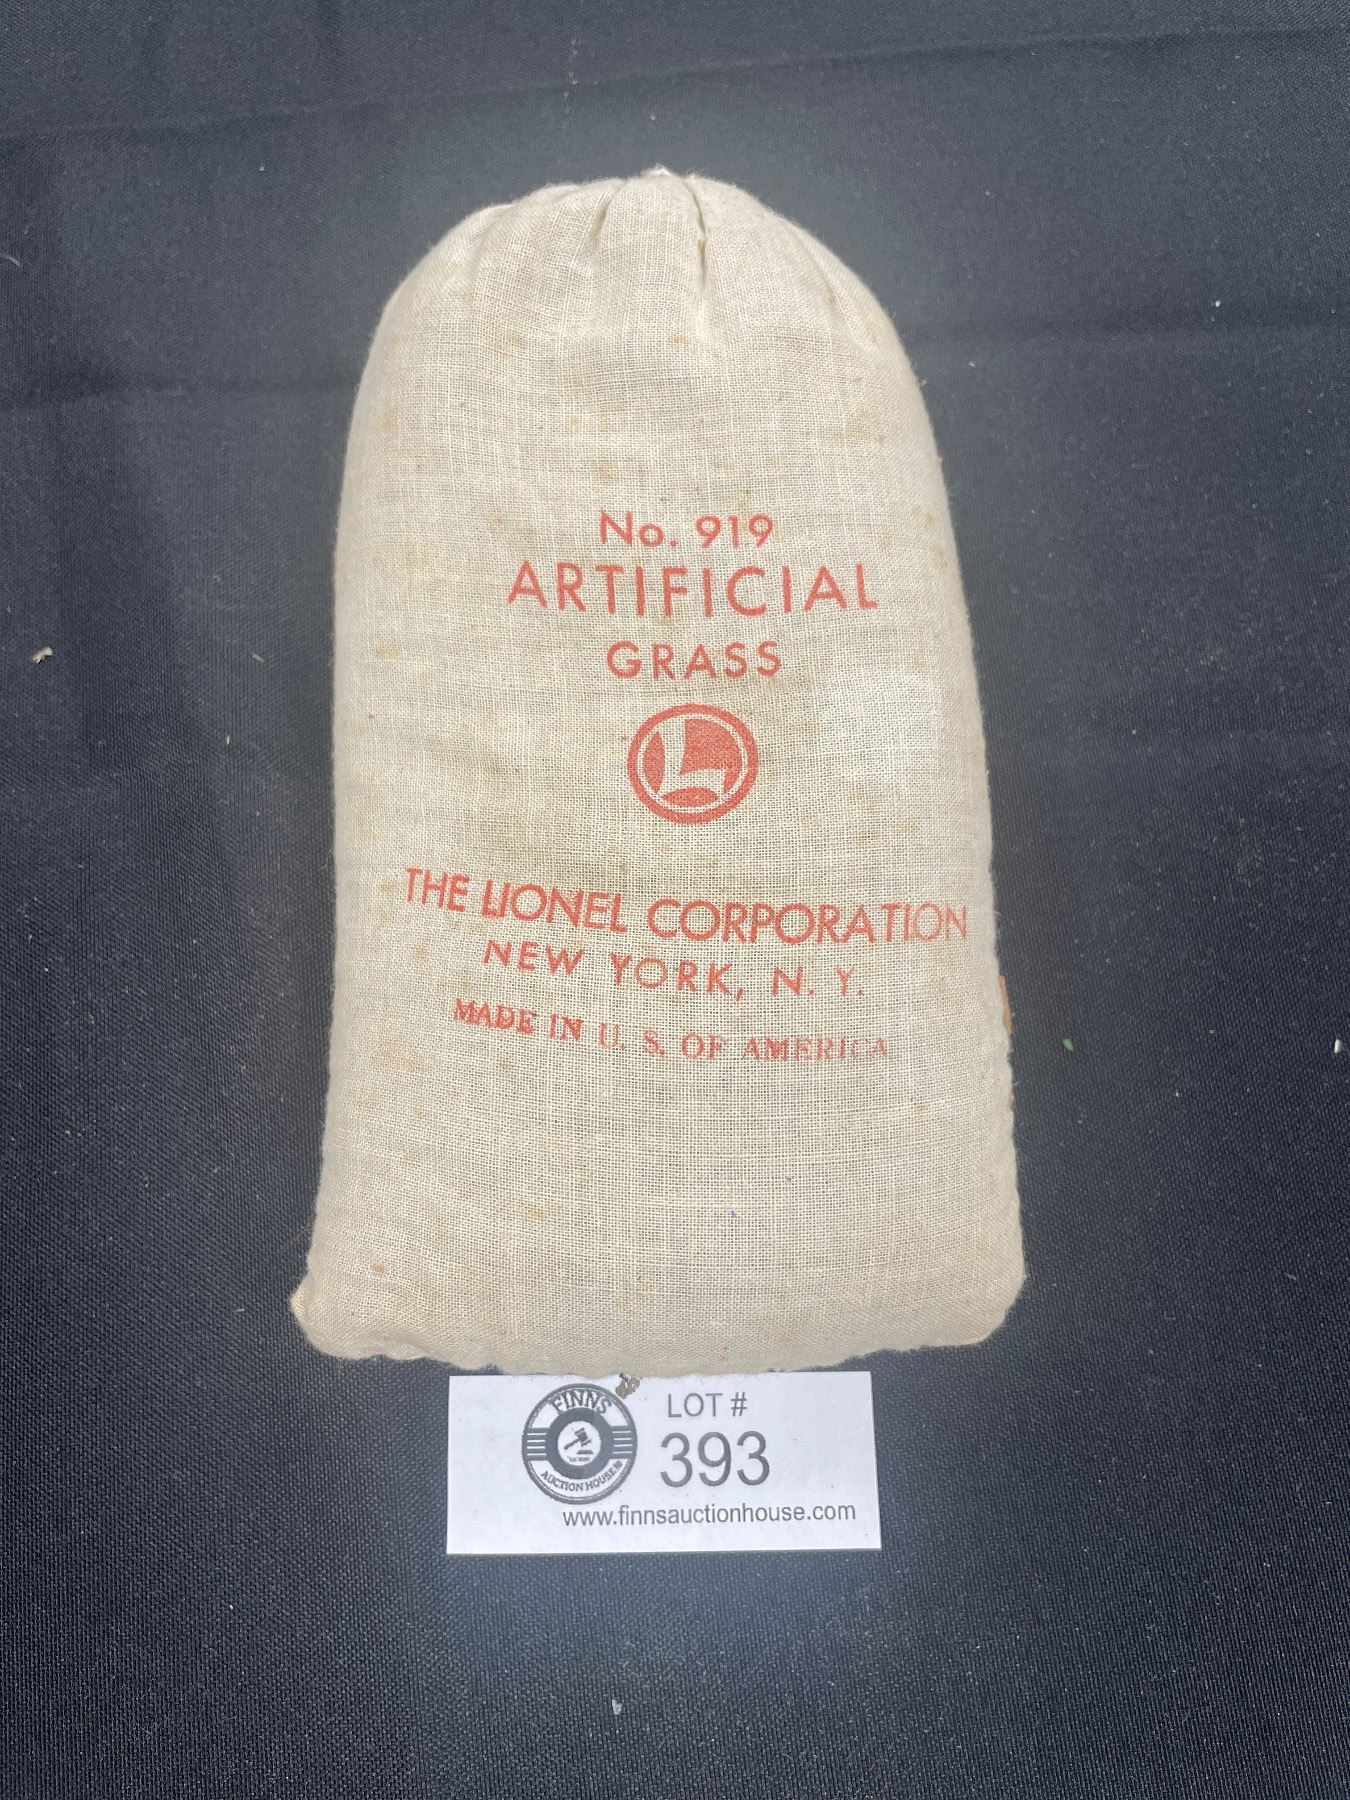 No. 919
ARTIFICIAL
GRASS
L
THE LIONEL CORPORATION
NEW YORK, N. Y.
MADE IN U. S. OF AMERICA
FINNS
AUCTION HOUSE
LOT #
393
www.finnsauctionhouse.com